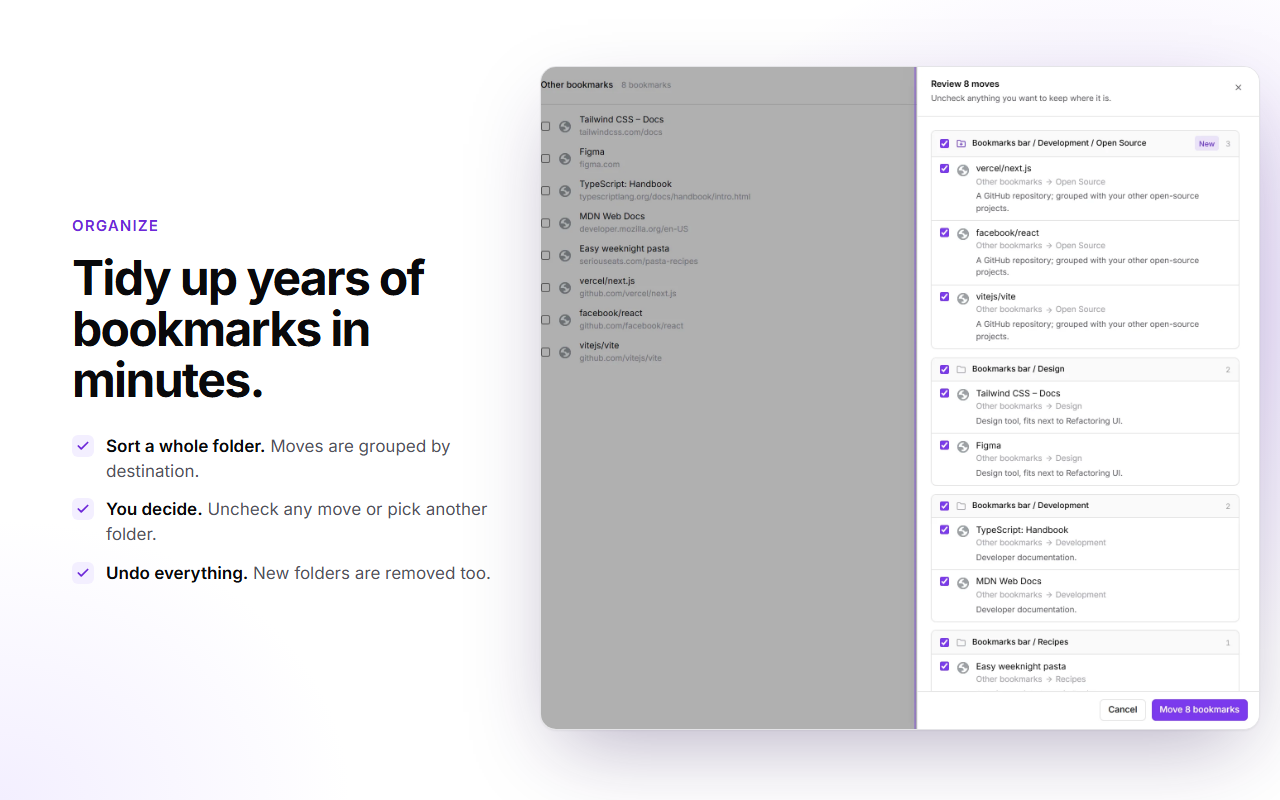 ORGANIZE
Tidy up years of
bookmarks in
minutes.
Sort a whole folder. Moves are grouped by
destination.
You decide. Uncheck any move or pick another
folder.
Undo everything. New folders are removed too.
Other bookmarks 8 bookmarks
Tailwind CSS – Docs
tailwindcss.com/docs
Figma
figma.com
TypeScript: Handbook
typescriptlang.org/docs/handbook/intro.html
MDN Web Docs
developer.mozilla.org/en-US
Easy weeknight pasta
seriouseats.com/pasta-recipes
vercel/next.js
github.com/vercel/next.js
facebook/react
github.com/facebook/react
vitejs/vite
github.com/vitejs/vite
Review 8 moves
Uncheck anything you want to keep where it is.
Bookmarks bar / Development / Open Source New 3
vercel/next.js
Other bookmarks → Open Source
A GitHub repository; grouped with your other open-source
projects.
facebook/react
Other bookmarks → Open Source
A GitHub repository; grouped with your other open-source
projects.
vitejs/vite
Other bookmarks → Open Source
A GitHub repository; grouped with your other open-source
projects.
Bookmarks bar / Design 2
Tailwind CSS – Docs
Other bookmarks → Design
Design tool, fits next to Refactoring UI.
Figma
Other bookmarks → Design
Design tool, fits next to Refactoring UI.
Bookmarks bar / Development 2
TypeScript: Handbook
Other bookmarks → Development
Developer documentation.
MDN Web Docs
Other bookmarks → Development
Developer documentation.
Bookmarks bar / Recipes 1
Easy weeknight pasta
Other bookmarks → Recipes
Cancel Move 8 bookmarks